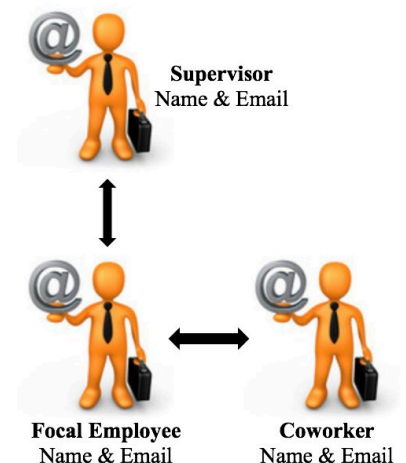 @
Supervisor
Name & Email
@
@
Focal Employee
Name & Email
Coworker
Name & Email